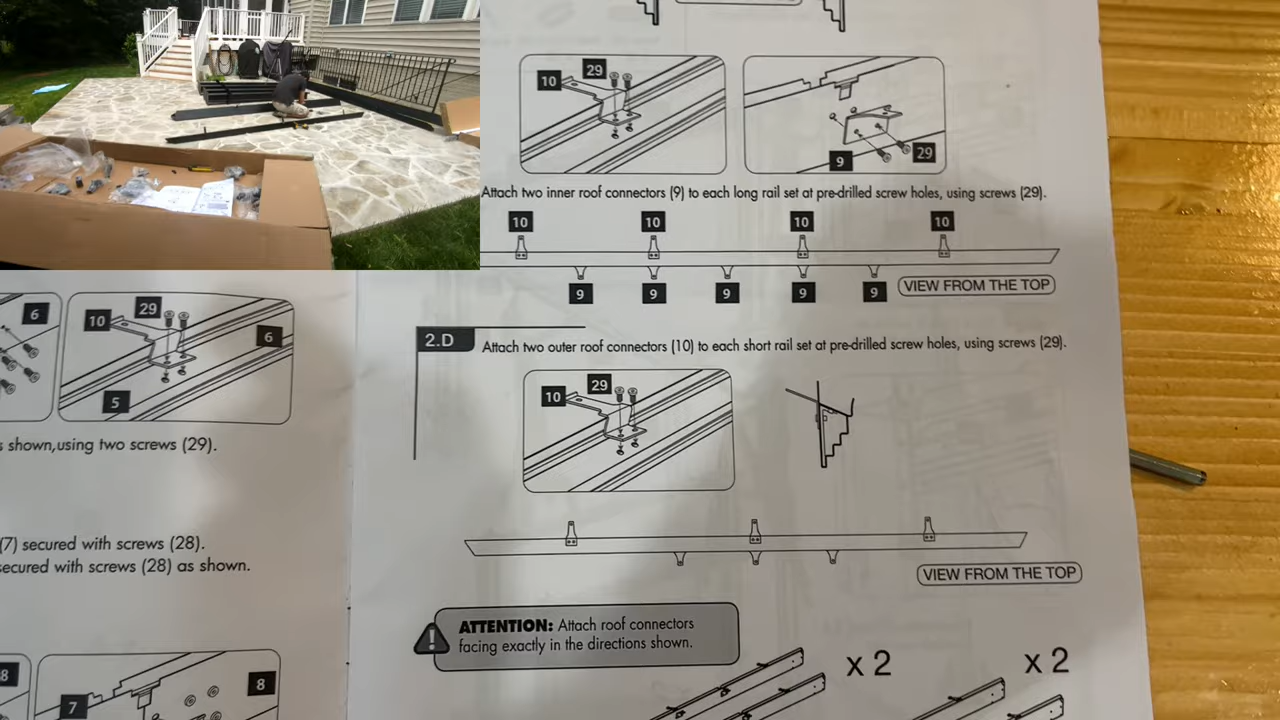 29
10
9
29
Attach two inner roof connectors (9) to each long rail set at pre-drilled screw holes, using screws (29).
10 10 10 10
9 9 9 9 9
VIEW FROM THE TOP
6
10 29 6
5
s shown,using two screws (29).
(7) secured with screws (28).
secured with screws (28) as shown.
8
7
8
2.D
Attach two outer roof connectors (10) to each short rail set at pre-drilled screw holes, using screws (29).
29
10
VIEW FROM THE TOP
! ATTENTION: Attach roof connectors
facing exactly in the directions shown.
x 2
x 2